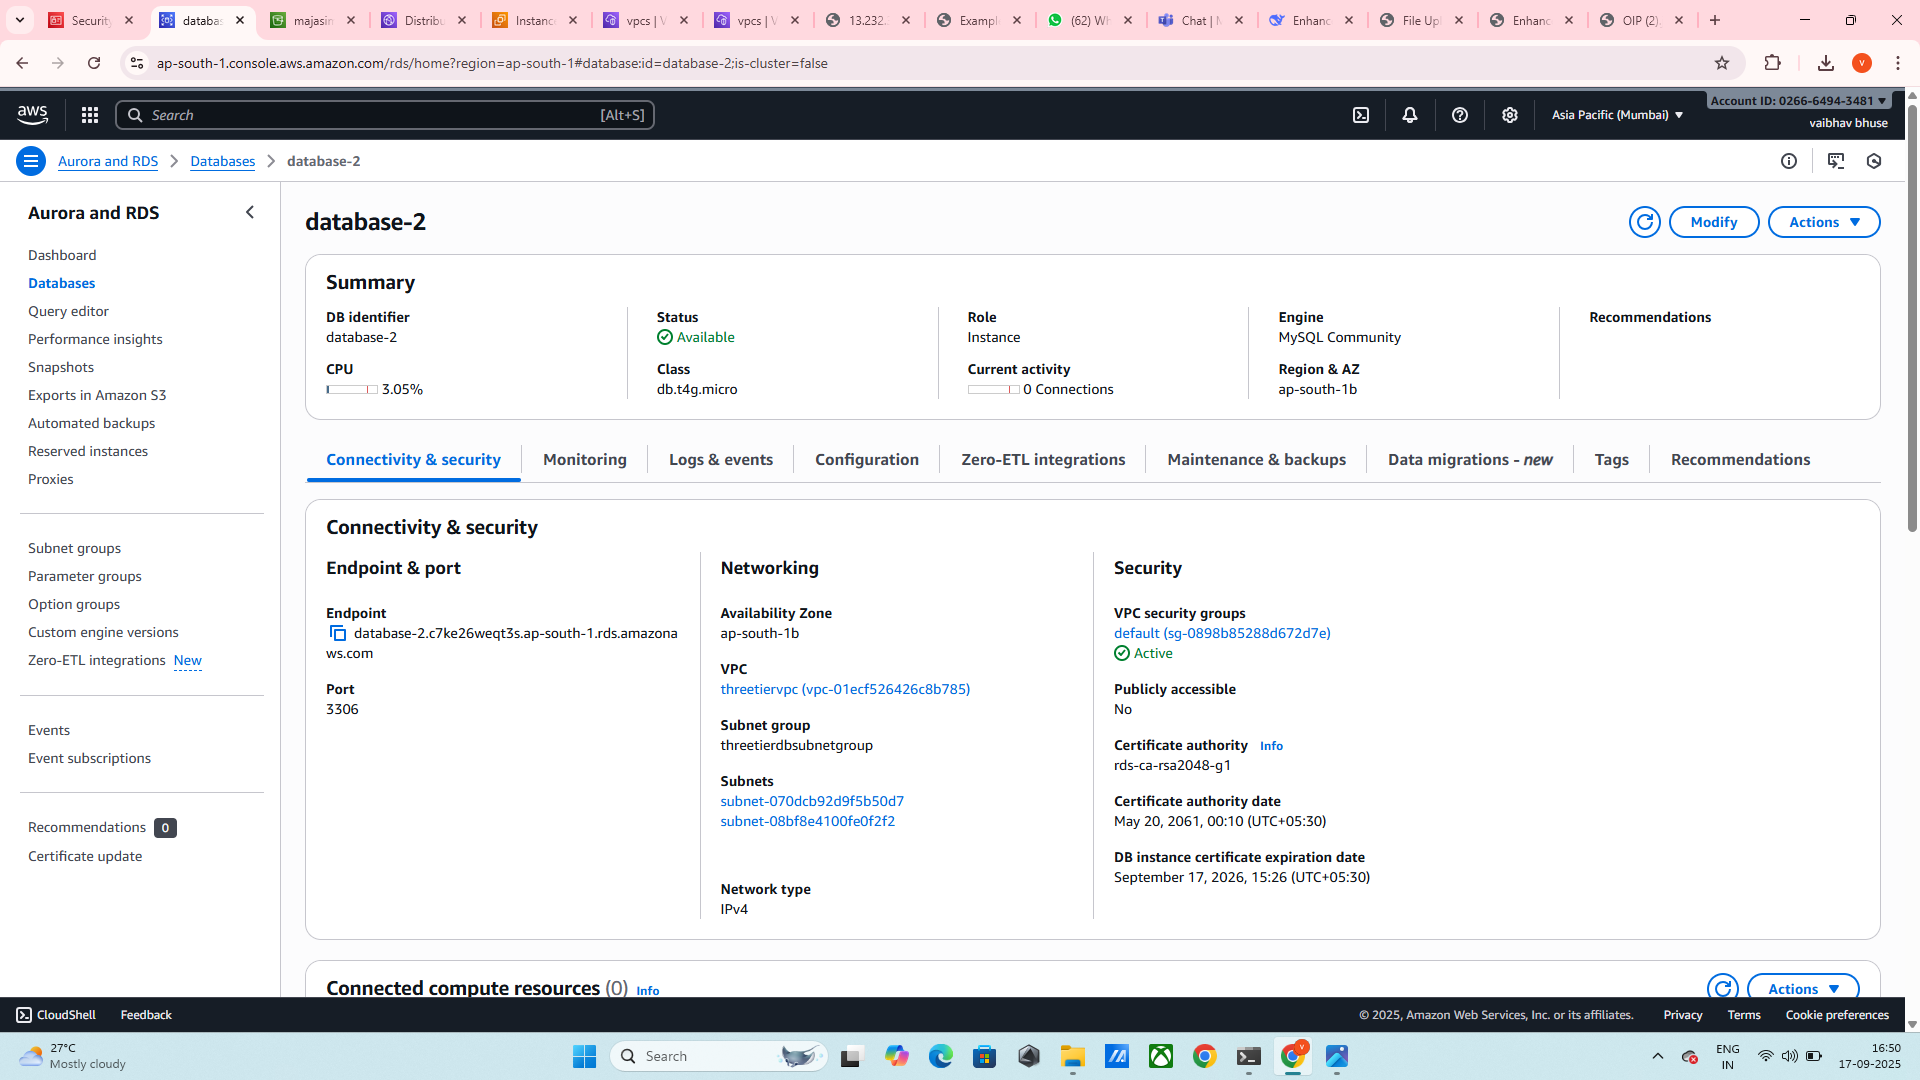 Security
databas
majasin
Distribu
Instanc
vpcs | V
vpcs | V
13.232.
Exampl
(62) Wh
Chat | M
Enhanc
File Upl
Enhanc
OIP (2)
ap-south-1.console.aws.amazon.com/rds/home?region=ap-south-1#database:id=database-2;is-cluster=false
V
aws
Search
[Alt+S]
Asia Pacific (Mumbai)
Account ID: 0266-6494-3481
vaibhav bhuse
Aurora and RDS
Databases
database-2
Aurora and RDS
Dashboard
Databases
Query editor
Performance insights
Snapshots
Exports in Amazon S3
Automated backups
Reserved instances
Proxies
Subnet groups
Parameter groups
Option groups
Custom engine versions
Zero-ETL integrations New
Events
Event subscriptions
Recommendations 0
Certificate update
database-2
Modify
Actions
Summary
DB identifier
database-2
Status
Available
Role
Instance
Engine
MySQL Community
Recommendations
CPU
3.05%
Class
db.t4g.micro
Current activity
0 Connections
Region & AZ
ap-south-1b
Connectivity & security
Monitoring
Logs & events
Configuration
Zero-ETL integrations
Maintenance & backups
Data migrations - new
Tags
Recommendations
Connectivity & security
Endpoint & port
Endpoint
database-2.c7ke26weqt3s.ap-south-1.rds.amazona
ws.com
Port
3306
Networking
Availability Zone
ap-south-1b
VPC
threetiervpc (vpc-01ecf526426c8b785)
Subnet group
threetierdbsubnetgroup
Subnets
subnet-070dcb92d9f5b50d7
subnet-08bf8e4100fe0f2f2
Network type
IPv4
Security
VPC security groups
default (sg-0898b85288d672d7e)
Active
Publicly accessible
No
Certificate authority Info
rds-ca-rsa2048-g1
Certificate authority date
May 20, 2061, 00:10 (UTC+05:30)
DB instance certificate expiration date
September 17, 2026, 15:26 (UTC+05:30)
Connected compute resources (0) Info
Actions
CloudShell
Feedback
© 2025, Amazon Web Services, Inc. or its affiliates.
Privacy
Terms
Cookie preferences
27°C
Mostly cloudy
Search
ENG
IN
16:50
17-09-2025